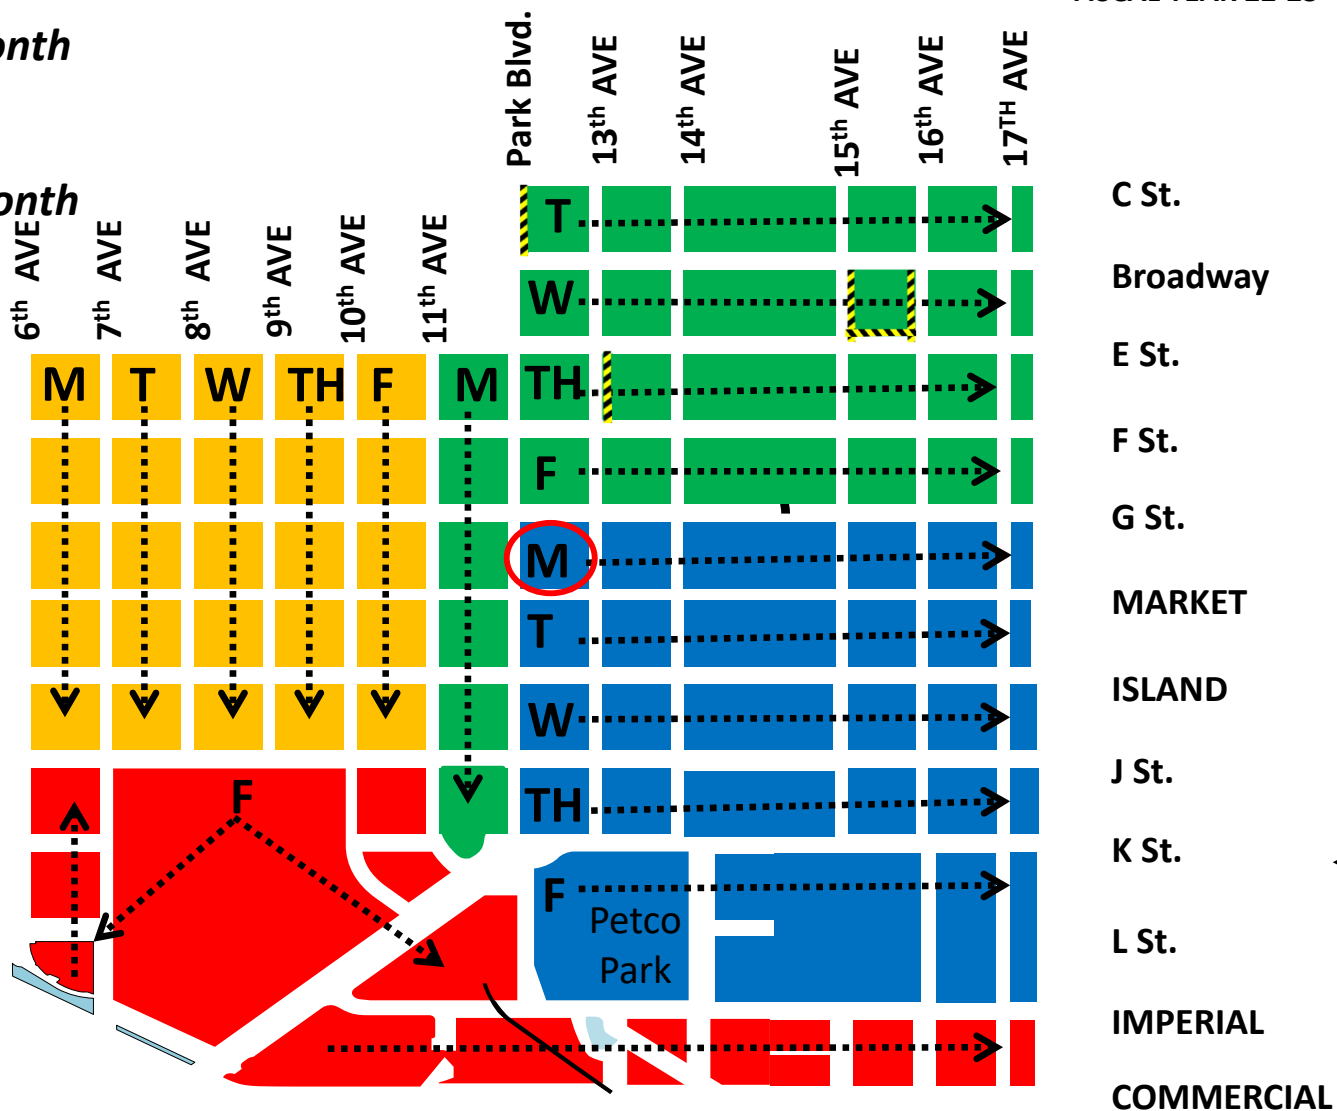 onth
onth
6th AVE
7th AVE
8th AVE
9th AVE
10th AVE
11th AVE
Park Blvd.
13th AVE
14th AVE
15th AVE
16th AVE
17TH AVE
T
C St.
W
Broadway
M T W TH F M TH
E St.
F
F St.
M
G St.
T
MARKET
W
ISLAND
F
TH
J St.
F
K St.
Petco
Park
L St.
IMPERIAL
COMMERCIAL